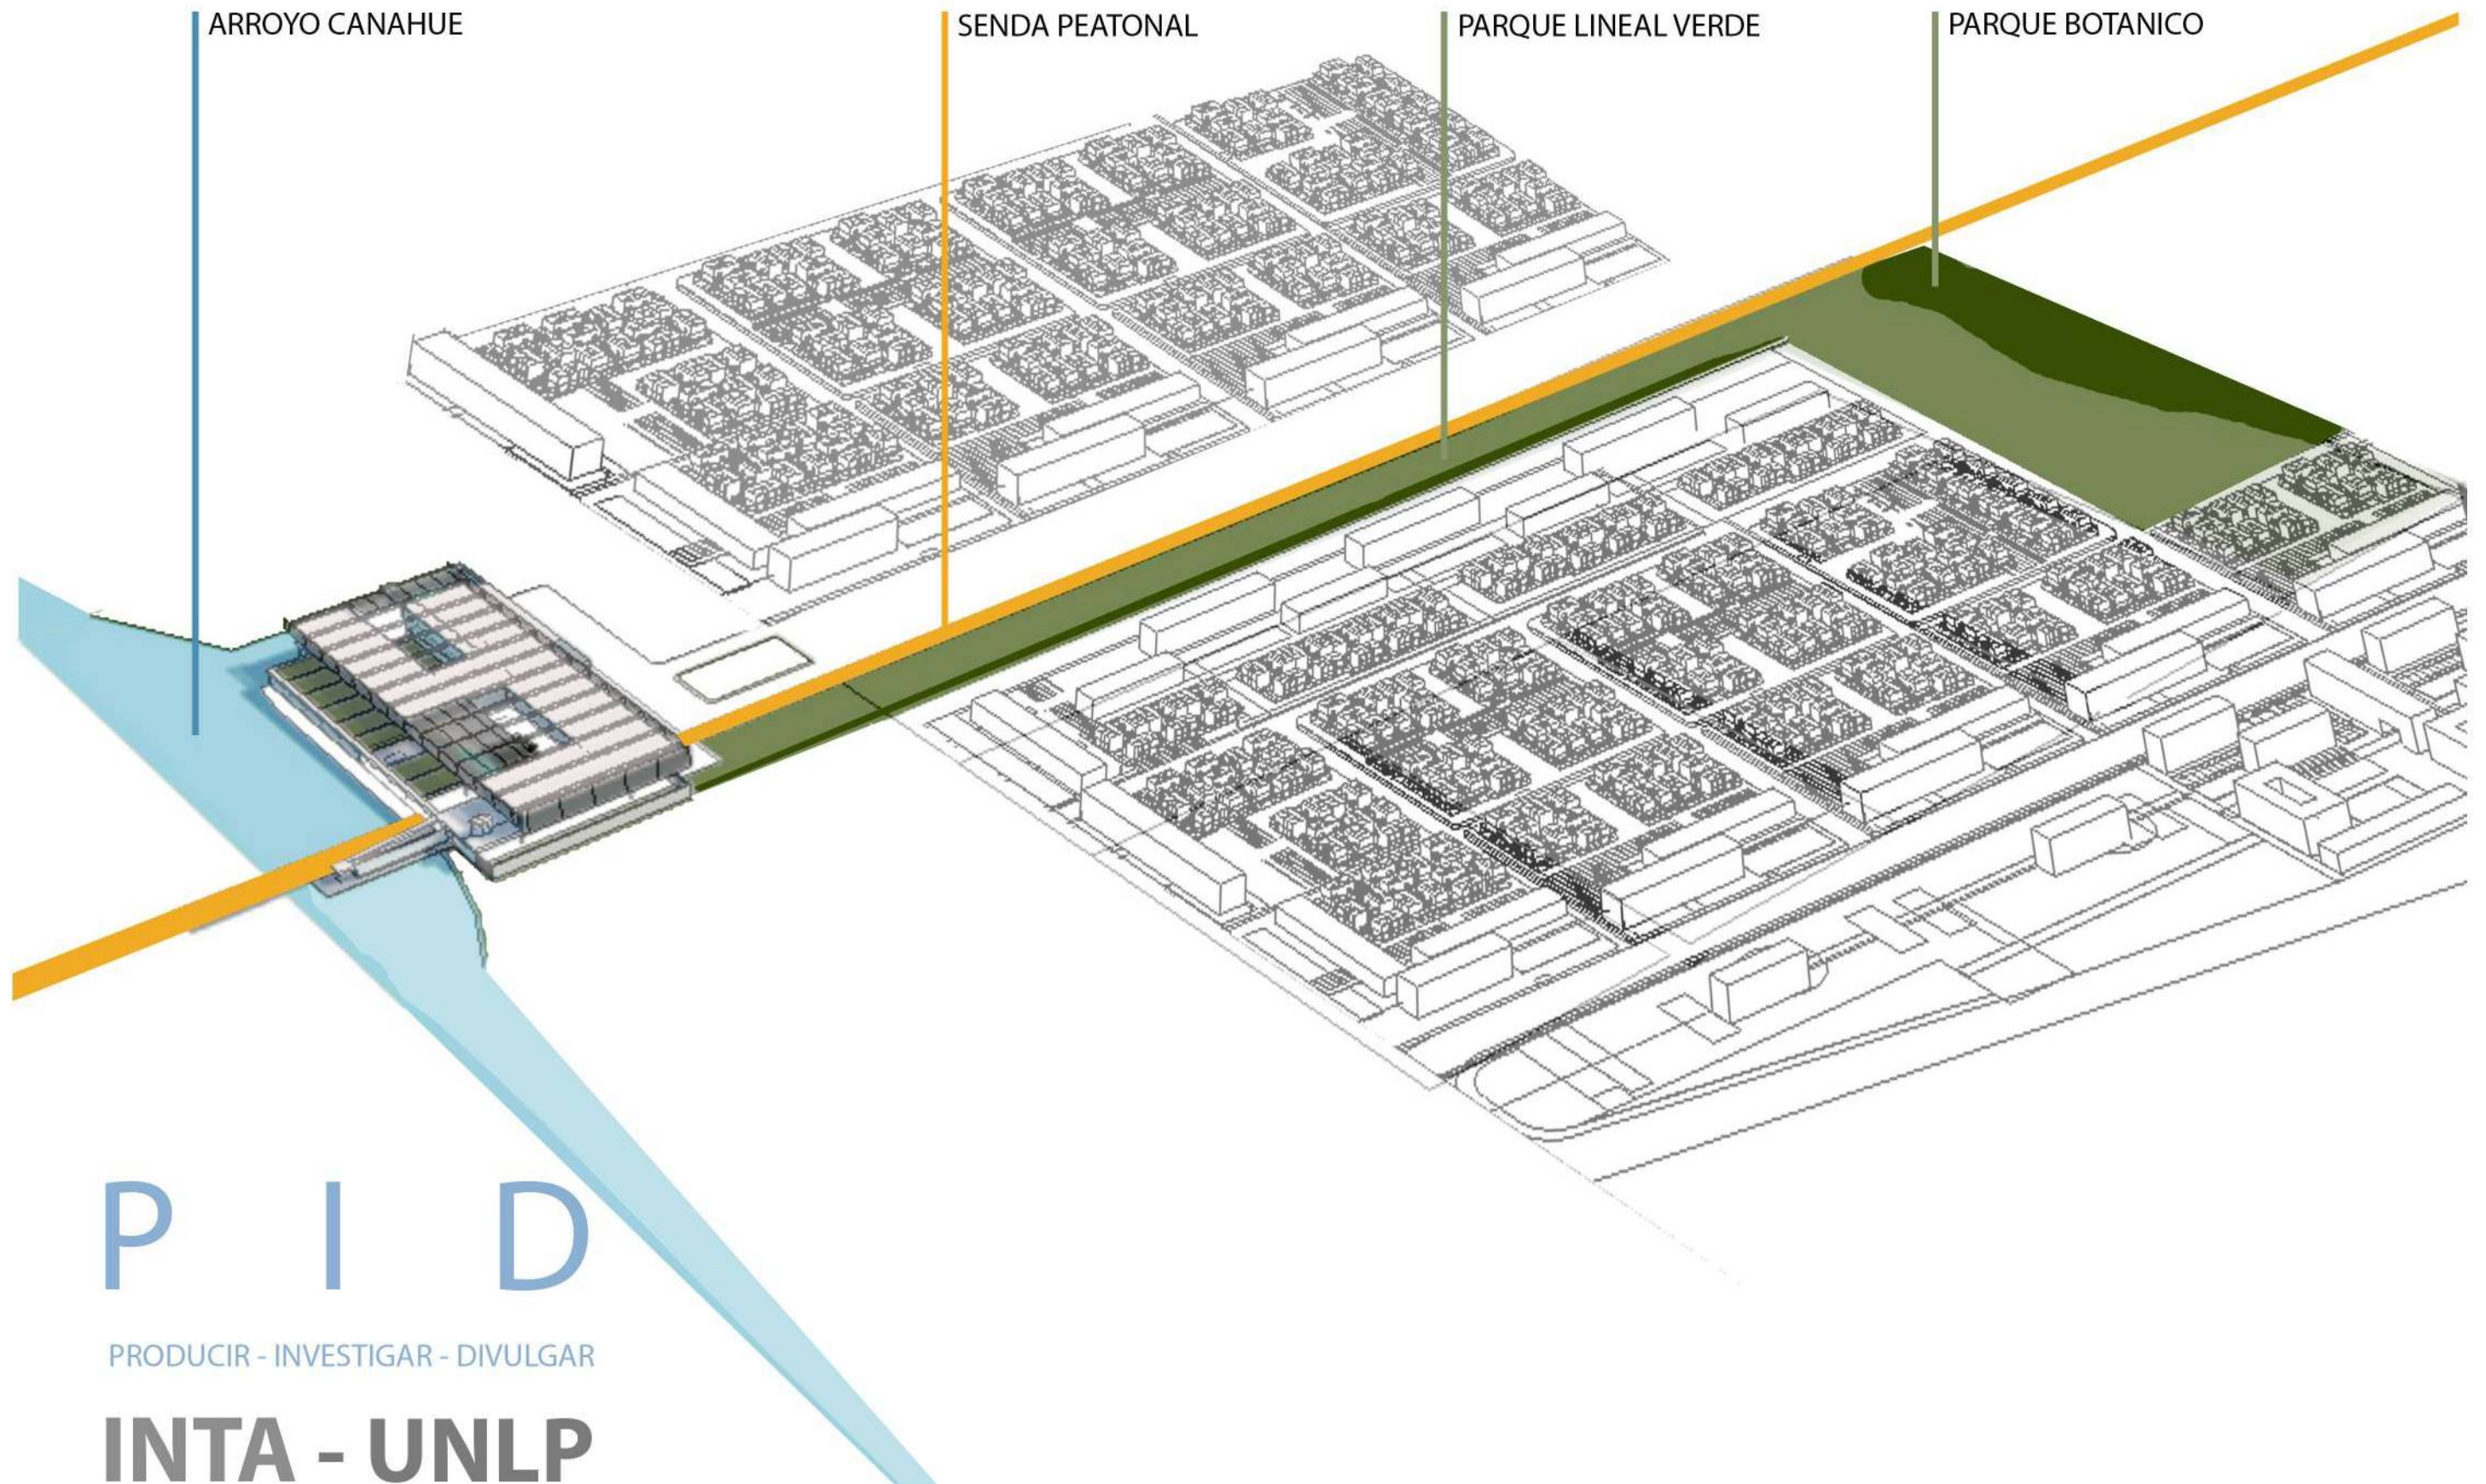 ARROYO CANAHUE
SENDA PEATONAL
PARQUE LINEAL VERDE
PARQUE BOTANICO
P I D
PRODUCIR - INVESTIGAR - DIVULGAR
INTA - UNLP